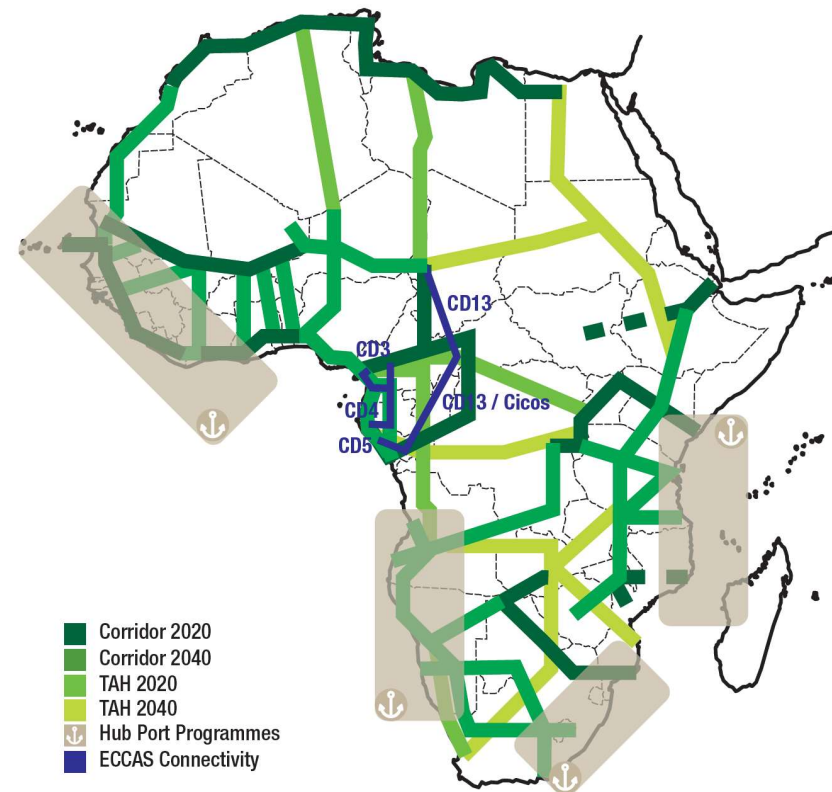 CD13
CD3
CD13 / Cicos
CD4
CD5
Corridor 2020
Corridor 2040
TAH 2020
TAH 2040
Hub Port Programmes
ECCAS Connectivity